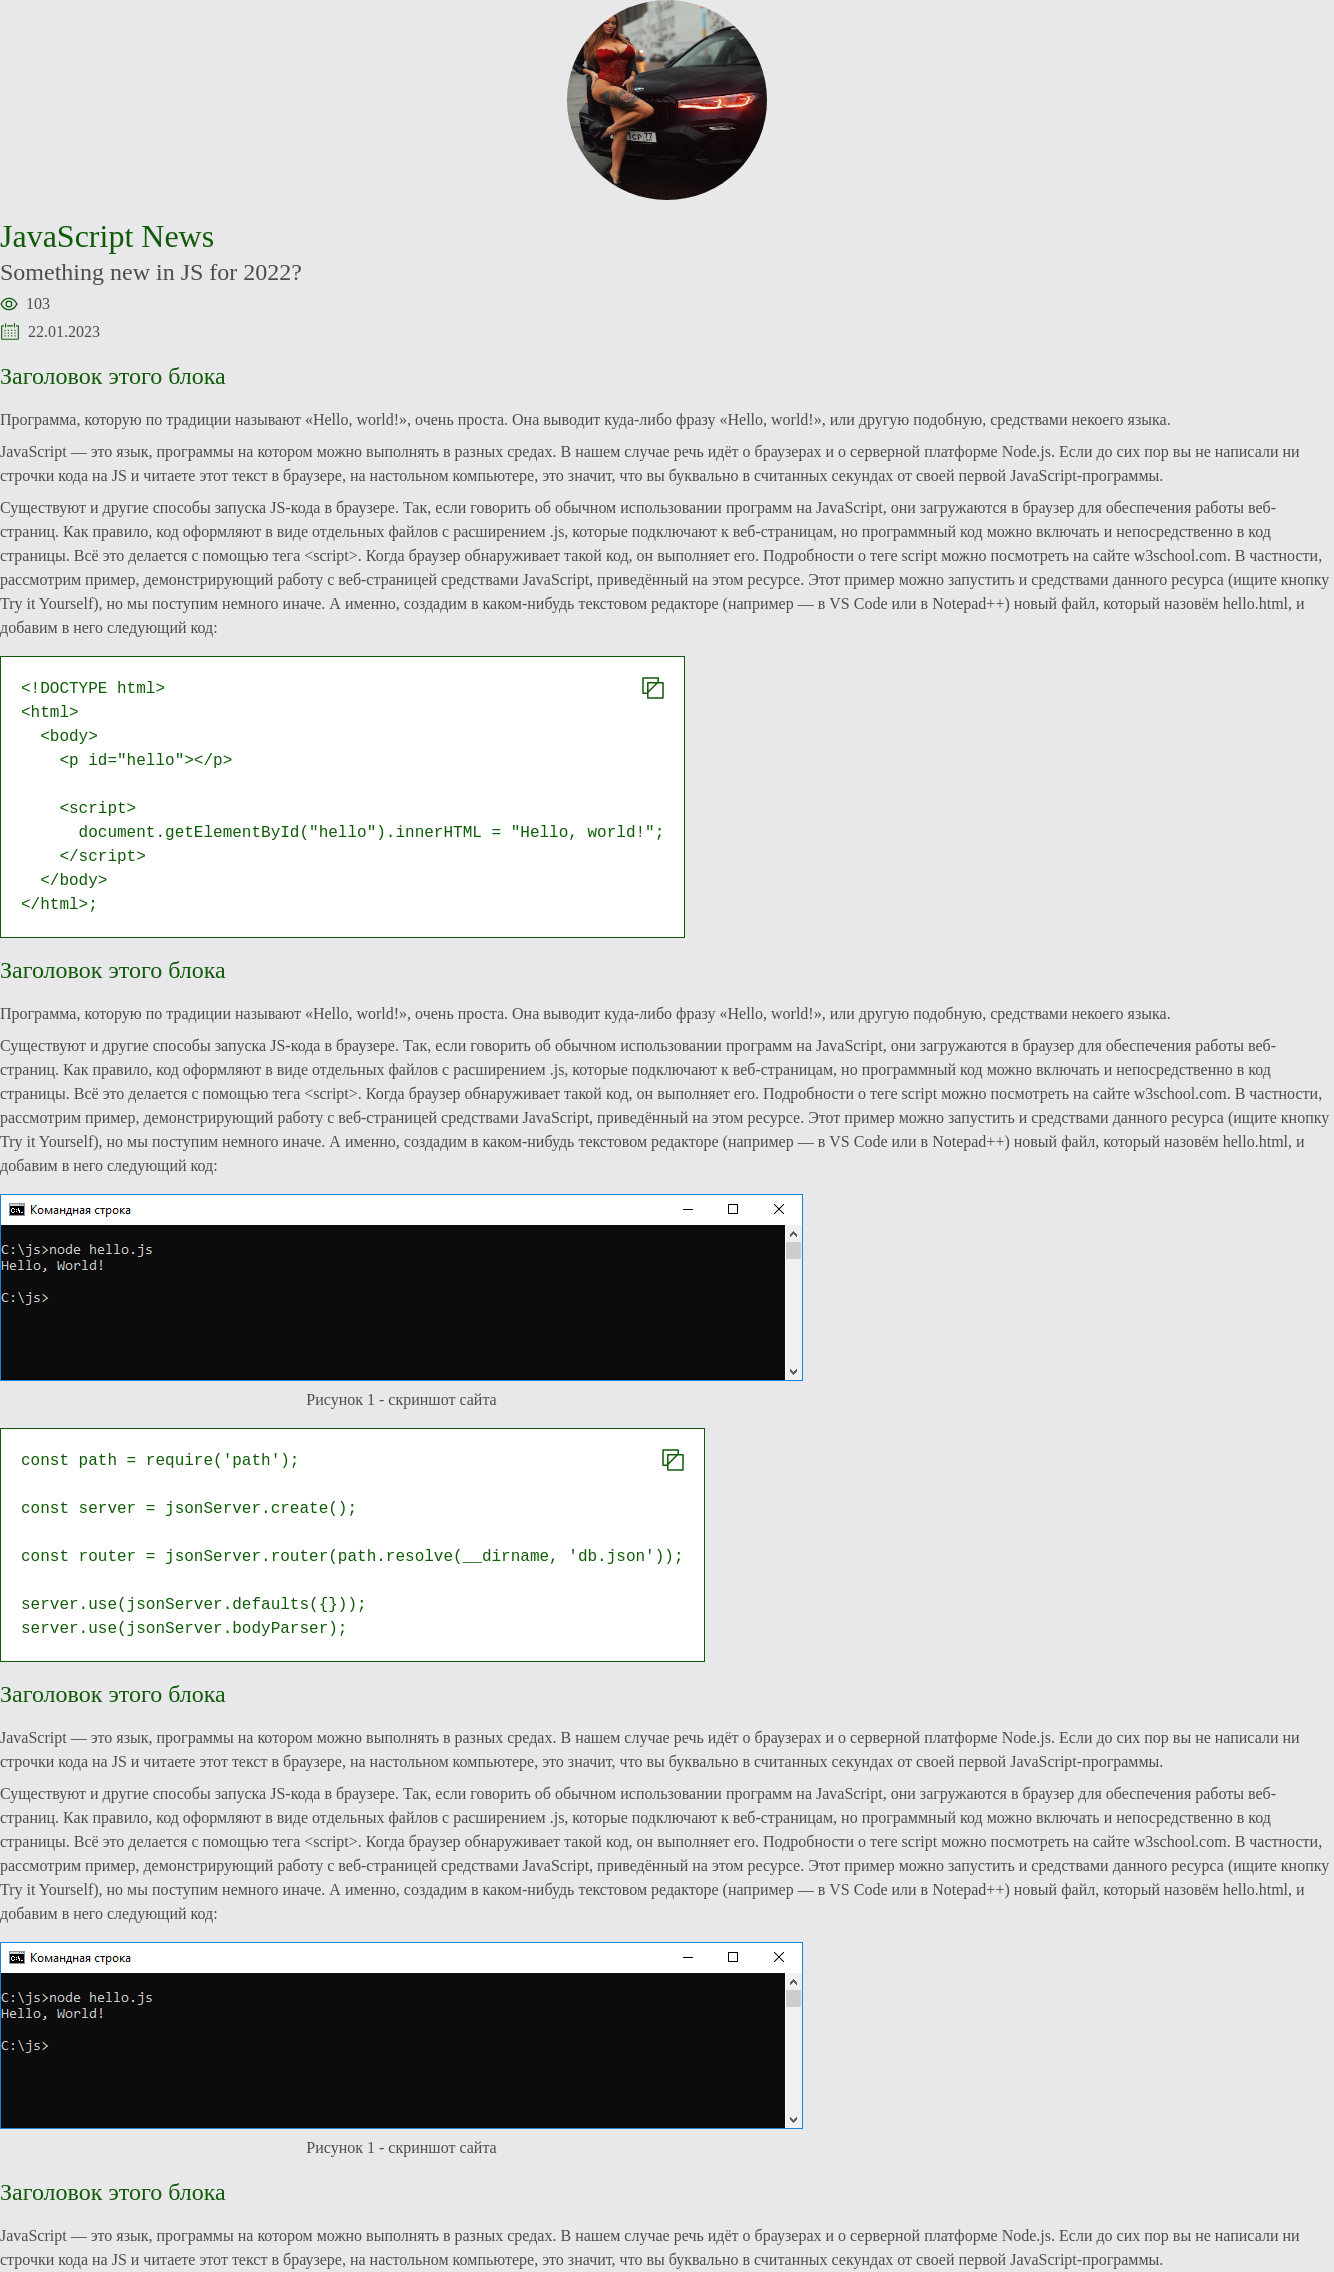 JavaScript News
Something new in JS for 2022?
103
22.01.2023
Заголовок этого блока
Программа, которую по традиции называют «Hello, world!», очень проста. Она выводит куда-либо фразу «Hello, world!», или другую подобную, средствами некоего языка.
JavaScript — это язык, программы на котором можно выполнять в разных средах. В нашем случае речь идёт о браузерах и о серверной платформе Node.js. Если до сих пор вы не написали ни
строчки кода на JS и читаете этот текст в браузере, на настольном компьютере, это значит, что вы буквально в считанных секундах от своей первой JavaScript-программы.
Существуют и другие способы запуска JS-кода в браузере. Так, если говорить об обычном использовании программ на JavaScript, они загружаются в браузер для обеспечения работы веб-
страниц. Как правило, код оформляют в виде отдельных файлов с расширением .js, которые подключают к веб-страницам, но программный код можно включать и непосредственно в код
страницы. Всё это делается с помощью тега <script>. Когда браузер обнаруживает такой код, он выполняет его. Подробности о теге script можно посмотреть на сайте w3school.com. В частности,
рассмотрим пример, демонстрирующий работу с веб-страницей средствами JavaScript, приведённый на этом ресурсе. Этот пример можно запустить и средствами данного ресурса (ищите кнопку
Try it Yourself), но мы поступим немного иначе. А именно, создадим в каком-нибудь текстовом редакторе (например — в VS Code или в Notepad++) новый файл, который назовём hello.html, и
добавим в него следующий код:
<!DOCTYPE html>
<html>
  <body>
    <p id="hello"></p>
    <script>
      document.getElementById("hello").innerHTML = "Hello, world!";
    </script>
  </body>
</html>;
Заголовок этого блока
Программа, которую по традиции называют «Hello, world!», очень проста. Она выводит куда-либо фразу «Hello, world!», или другую подобную, средствами некоего языка.
Существуют и другие способы запуска JS-кода в браузере. Так, если говорить об обычном использовании программ на JavaScript, они загружаются в браузер для обеспечения работы веб-
страниц. Как правило, код оформляют в виде отдельных файлов с расширением .js, которые подключают к веб-страницам, но программный код можно включать и непосредственно в код
страницы. Всё это делается с помощью тега <script>. Когда браузер обнаруживает такой код, он выполняет его. Подробности о теге script можно посмотреть на сайте w3school.com. В частности,
рассмотрим пример, демонстрирующий работу с веб-страницей средствами JavaScript, приведённый на этом ресурсе. Этот пример можно запустить и средствами данного ресурса (ищите кнопку
Try it Yourself), но мы поступим немного иначе. А именно, создадим в каком-нибудь текстовом редакторе (например — в VS Code или в Notepad++) новый файл, который назовём hello.html, и
добавим в него следующий код:
Командная строка
C:\js>node hello.js
Hello, World!
C:\js>
Рисунок 1 - скриншот сайта
const path = require('path');
const server = jsonServer.create();
const router = jsonServer.router(path.resolve(__dirname, 'db.json'));
server.use(jsonServer.defaults({}));
server.use(jsonServer.bodyParser);
Заголовок этого блока
JavaScript — это язык, программы на котором можно выполнять в разных средах. В нашем случае речь идёт о браузерах и о серверной платформе Node.js. Если до сих пор вы не написали ни
строчки кода на JS и читаете этот текст в браузере, на настольном компьютере, это значит, что вы буквально в считанных секундах от своей первой JavaScript-программы.
Существуют и другие способы запуска JS-кода в браузере. Так, если говорить об обычном использовании программ на JavaScript, они загружаются в браузер для обеспечения работы веб-
страниц. Как правило, код оформляют в виде отдельных файлов с расширением .js, которые подключают к веб-страницам, но программный код можно включать и непосредственно в код
страницы. Всё это делается с помощью тега <script>. Когда браузер обнаруживает такой код, он выполняет его. Подробности о теге script можно посмотреть на сайте w3school.com. В частности,
рассмотрим пример, демонстрирующий работу с веб-страницей средствами JavaScript, приведённый на этом ресурсе. Этот пример можно запустить и средствами данного ресурса (ищите кнопку
Try it Yourself), но мы поступим немного иначе. А именно, создадим в каком-нибудь текстовом редакторе (например — в VS Code или в Notepad++) новый файл, который назовём hello.html, и
добавим в него следующий код:
Командная строка
C:\js>node hello.js
Hello, World!
C:\js>
Рисунок 1 - скриншот сайта
Заголовок этого блока
JavaScript — это язык, программы на котором можно выполнять в разных средах. В нашем случае речь идёт о браузерах и о серверной платформе Node.js. Если до сих пор вы не написали ни
строчки кода на JS и читаете этот текст в браузере, на настольном компьютере, это значит, что вы буквально в считанных секундах от своей первой JavaScript-программы.